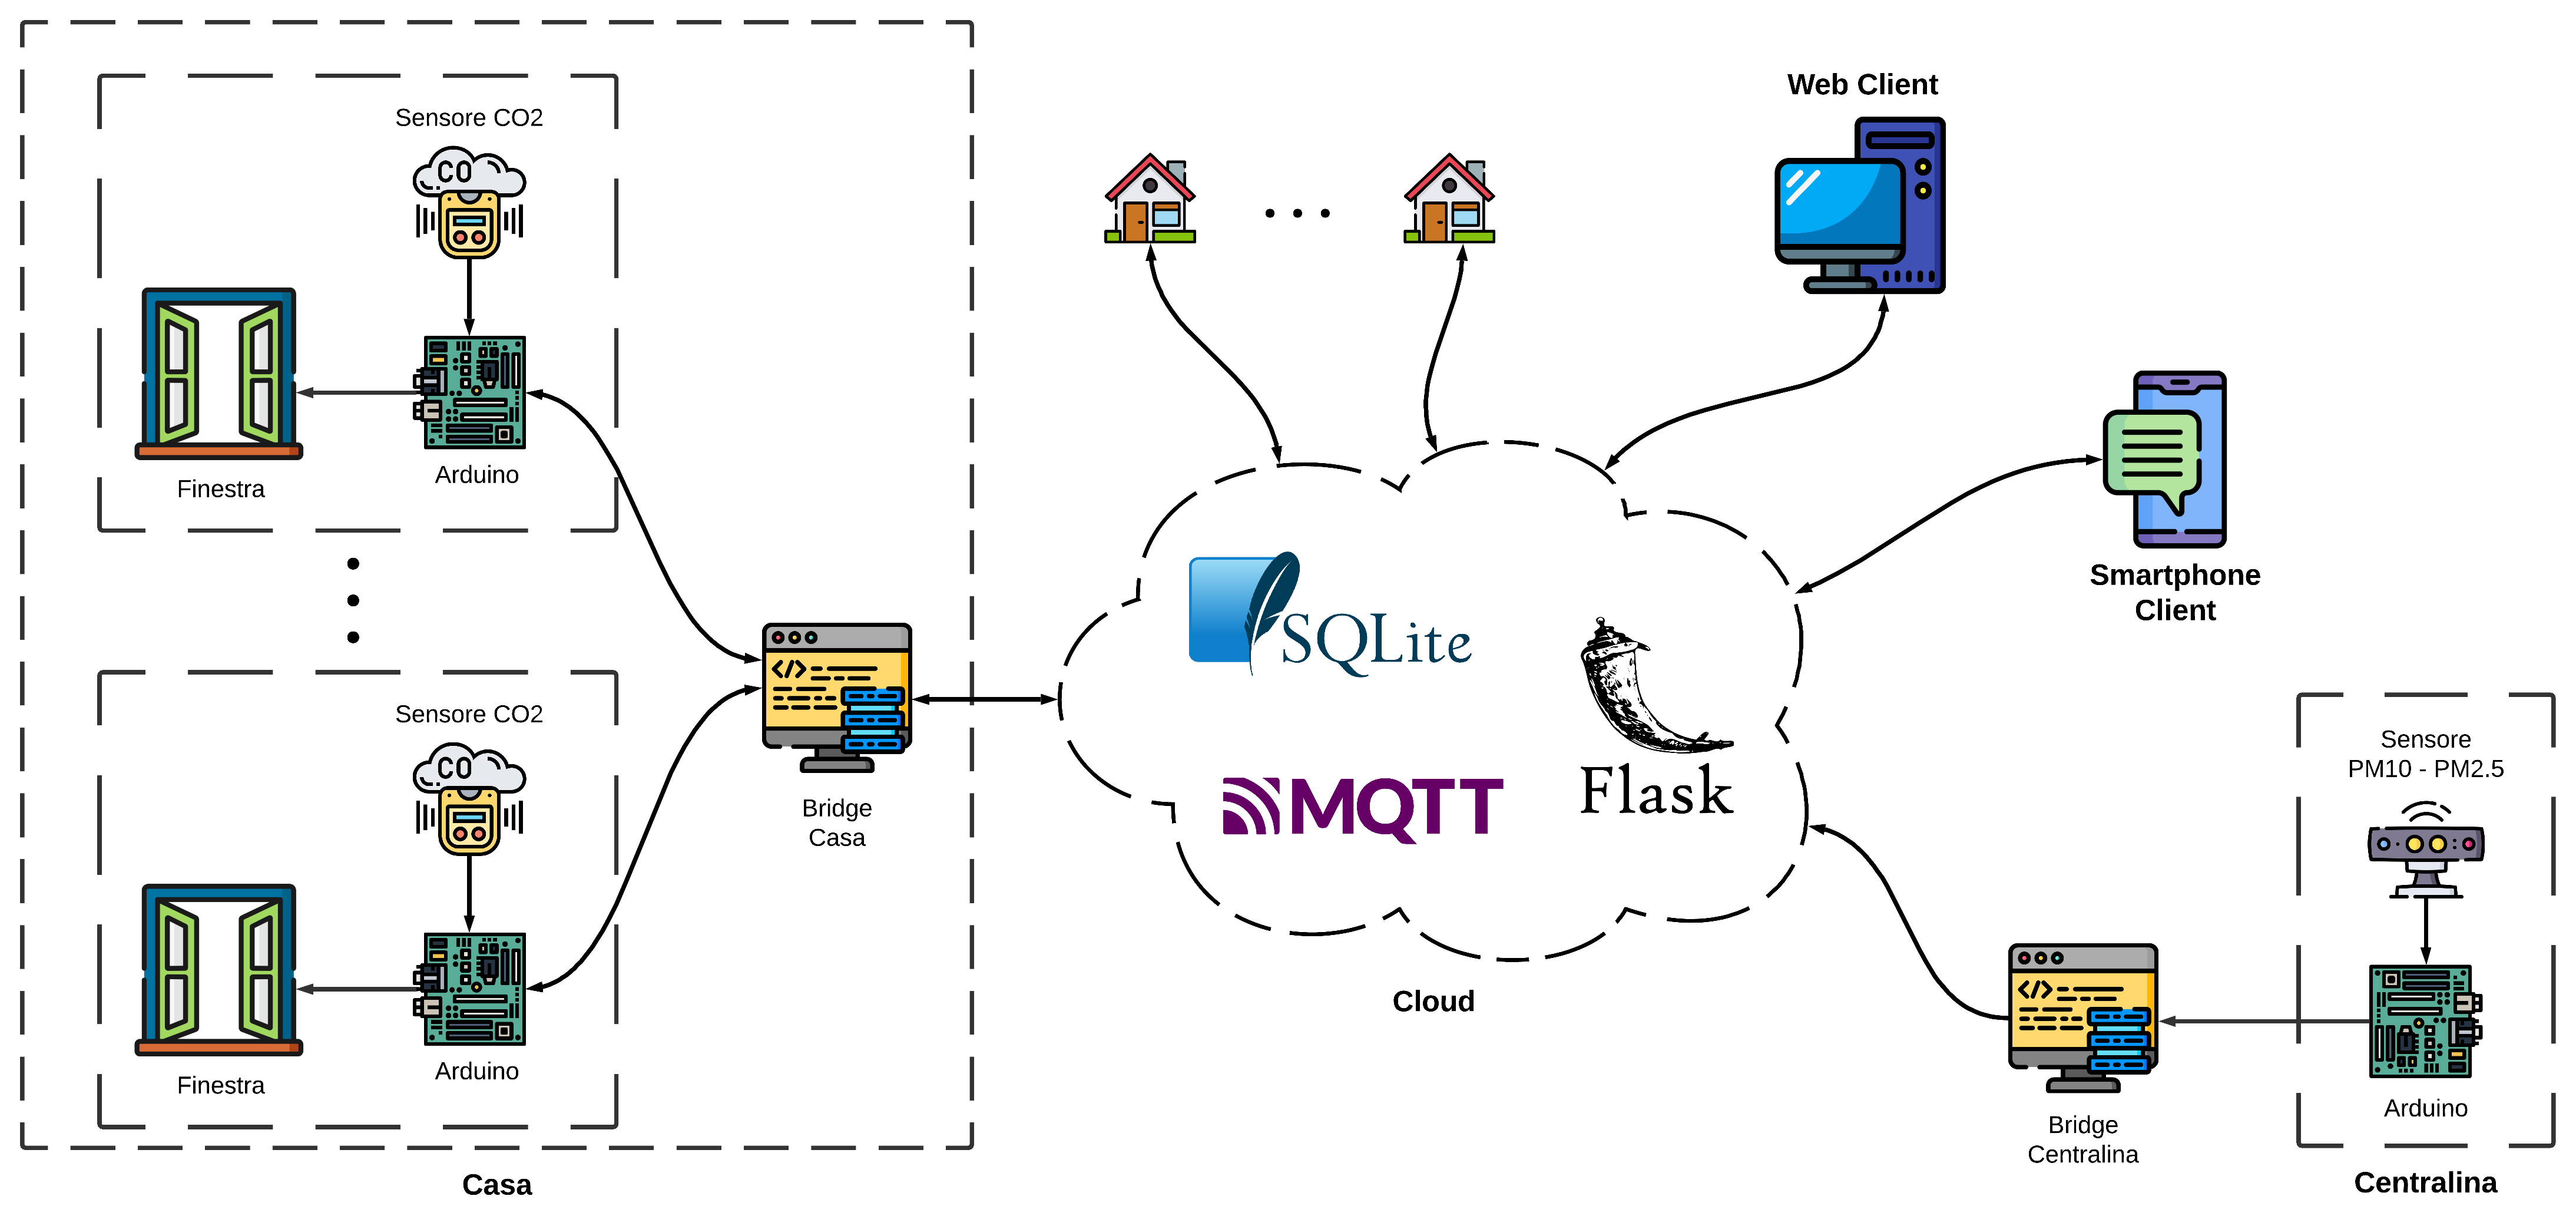 Sensore CO2
CO
Finestra
Arduino
Sensore CO2
CO
Finestra
Arduino
</>
Bridge
Casa
Casa
Web Client
Smartphone
Client
SQLite
Flask
MQTT
Cloud
Sensore
PM10 - PM2.5
</>
Bridge
Centralina
Arduino
Centralina